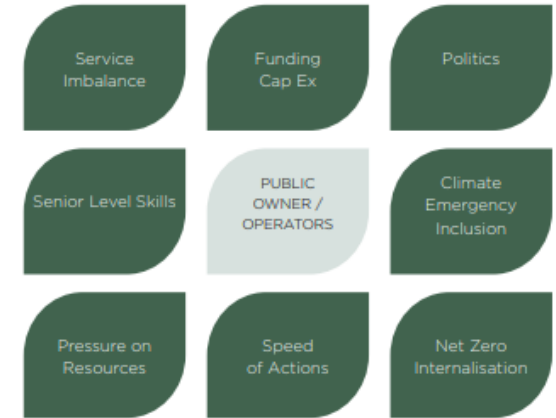 Service
Imbalance
Funding
Cap Ex
Politics
Senior Level Skills
PUBLIC
OWNER /
OPERATORS
Climate
Emergency
Inclusion
Pressure on
Resources
Speed
of Actions
Net Zero
Internalisation